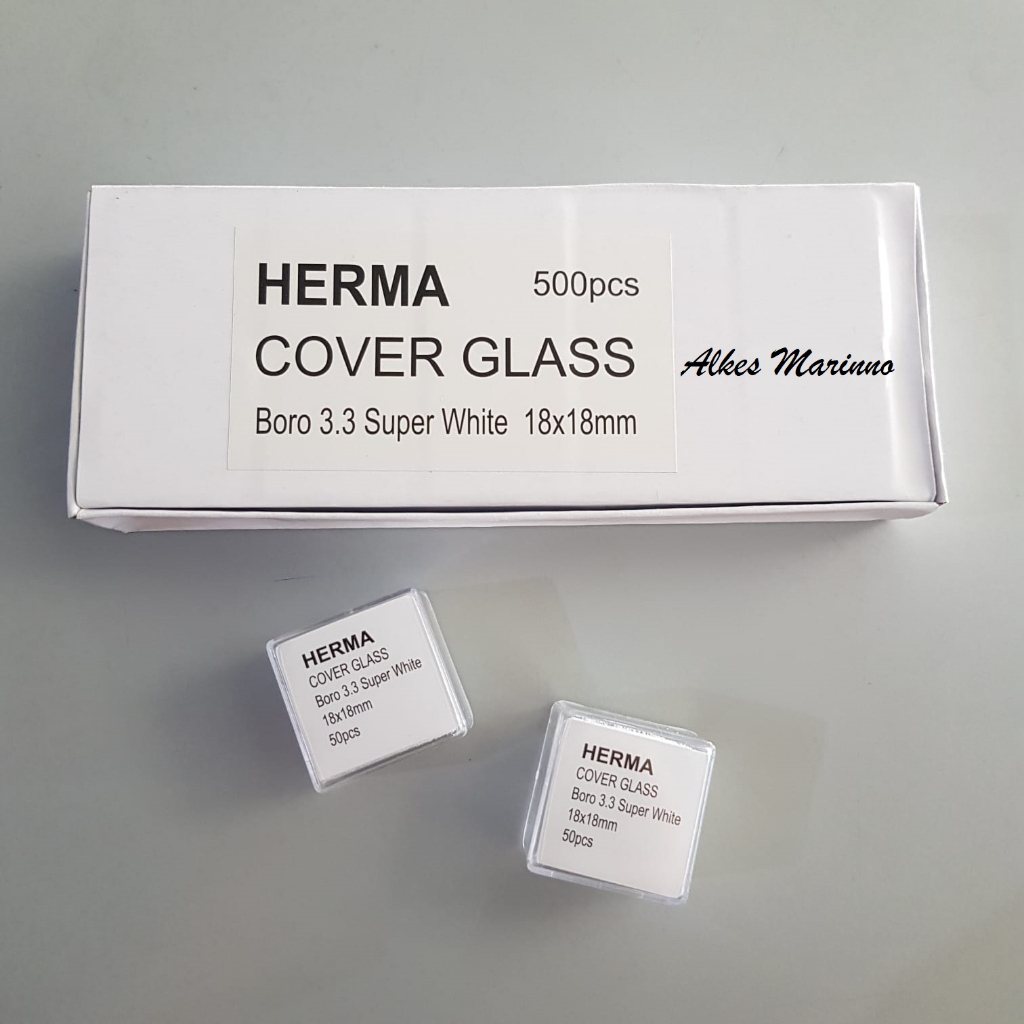 HERMA 500pcs
COVER GLASS
Boro 3.3 Super White 18x18mm
Alkes Marinno
HERMA
COVER GLASS
Boro 3.3 Super White
18x18mm
50pcs
HERMA
COVER GLASS
Boro 3.3 Super White
18x18mm
50pcs